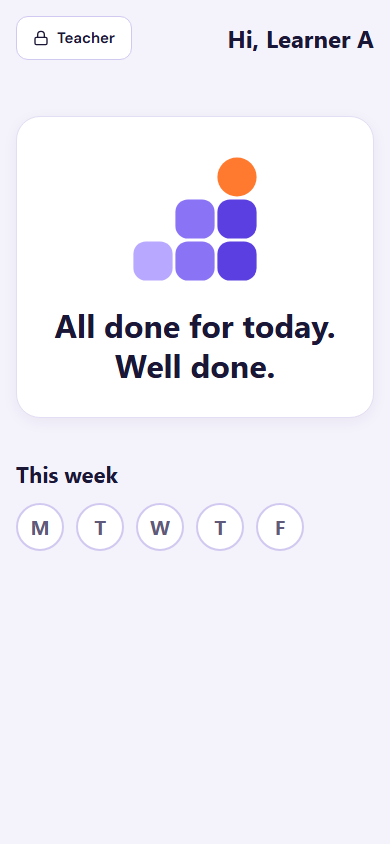 Teacher
Hi, Learner A
All done for today.
Well done.
This week
M T W T F